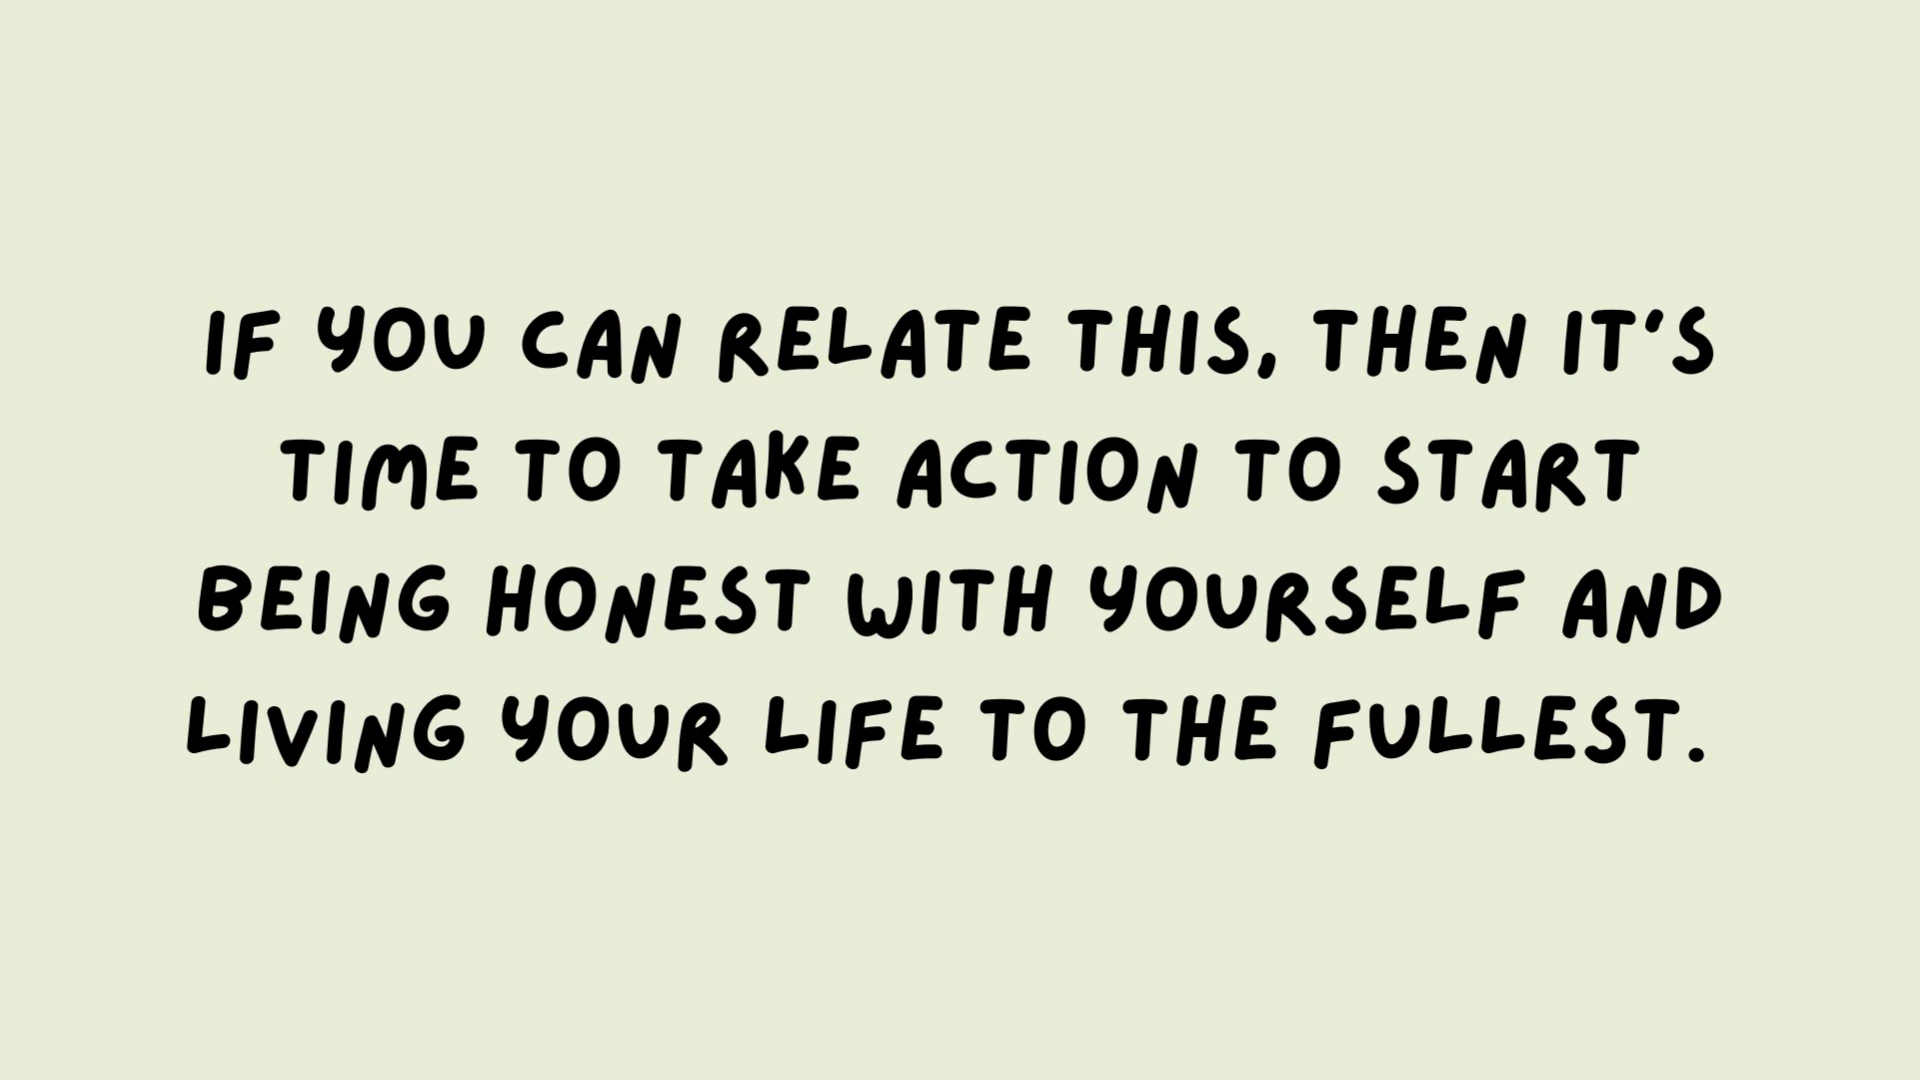 IF YOU CAN RELATE THIS, THEN IT'S
TIME TO TAKE ACTION TO START
BEING HONEST WITH YOURSELF AND
LIVING YOUR LIFE TO THE FULLEST.